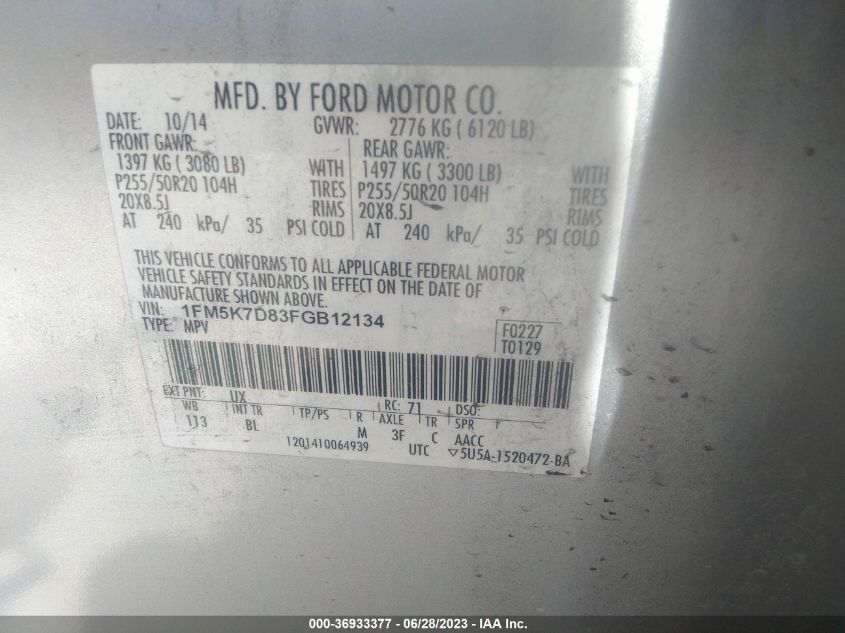 MFD. BY FORD MOTOR CO.
DATE: 10/14 GVWR: 2776 KG ( 6120 LB)
FRONT GAWR: REAR GAWR:
1397 KG ( 3080 LB) WITH 1497 KG ( 3300 LB) WITH
P255/50R20 104H TIRES P255/50R20 104H TIRES
20X8.5J RIMS 20X8.5J RIMS
AT 240 kPa/ 35 PSI COLD AT 240 kPa/ 35 PSI COLD
THIS VEHICLE CONFORMS TO ALL APPLICABLE FEDERAL MOTOR
VEHICLE SAFETY STANDARDS IN EFFECT ON THE DATE OF
MANUFACTURE SHOWN ABOVE.
VIN: 1FM5K7D83FGB12134 F0227
TYPE: MPV T0129
EXT PNT: UX RC: 71 DSO:
WB INT TR TP/PS R AXLE TR SPR
113 BL M 3F C AACC
1201410064939 UTC ▽5U5A-1520472-BA
000-36933377 - 06/28/2023 - COPYRIGHT IAA, Inc.